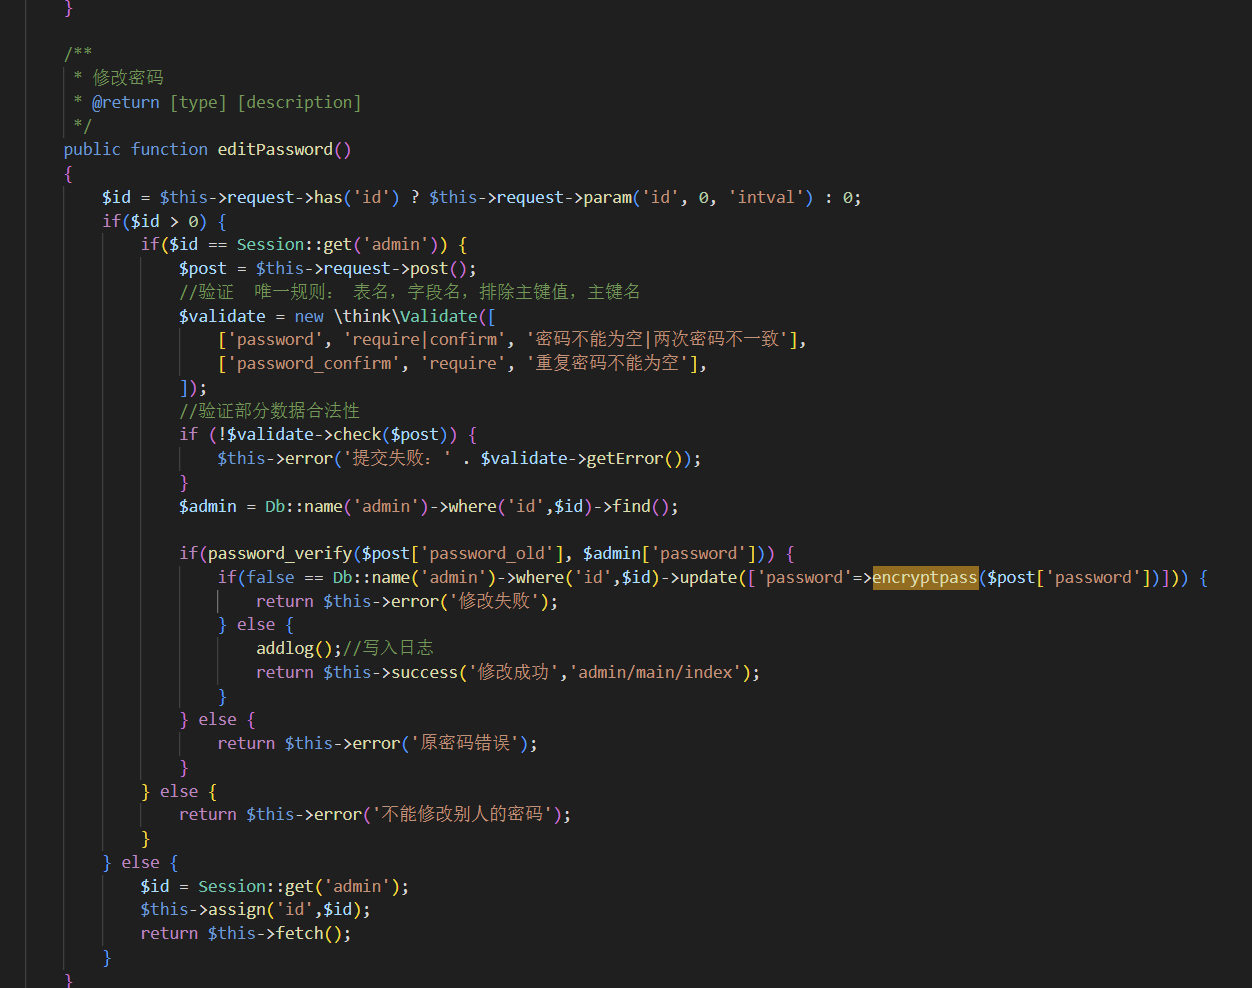 }
/**
* 修改密码
* @return [type] [description]
*/
public function editPassword()
{
$id = $this->request->has('id') ? $this->request->param('id', 0, 'intval') : 0;
if($id > 0) {
if($id == Session::get('admin')) {
$post = $this->request->post();
//验证  唯一规则： 表名，字段名，排除主键值，主键名
$validate = new \think\Validate([
['password', 'require|confirm', '密码不能为空|两次密码不一致'],
['password_confirm', 'require', '重复密码不能为空'],
]);
//验证部分数据合法性
if (!$validate->check($post)) {
$this->error('提交失败：' . $validate->getError());
}
$admin = Db::name('admin')->where('id',$id)->find();
if(password_verify($post['password_old'], $admin['password'])) {
if(false == Db::name('admin')->where('id',$id)->update(['password'=>encryptpass($post['password'])])) {
return $this->error('修改失败');
} else {
addlog();//写入日志
return $this->success('修改成功','admin/main/index');
}
} else {
return $this->error('原密码错误');
}
} else {
return $this->error('不能修改别人的密码');
}
} else {
$id = Session::get('admin');
$this->assign('id',$id);
return $this->fetch();
}
}